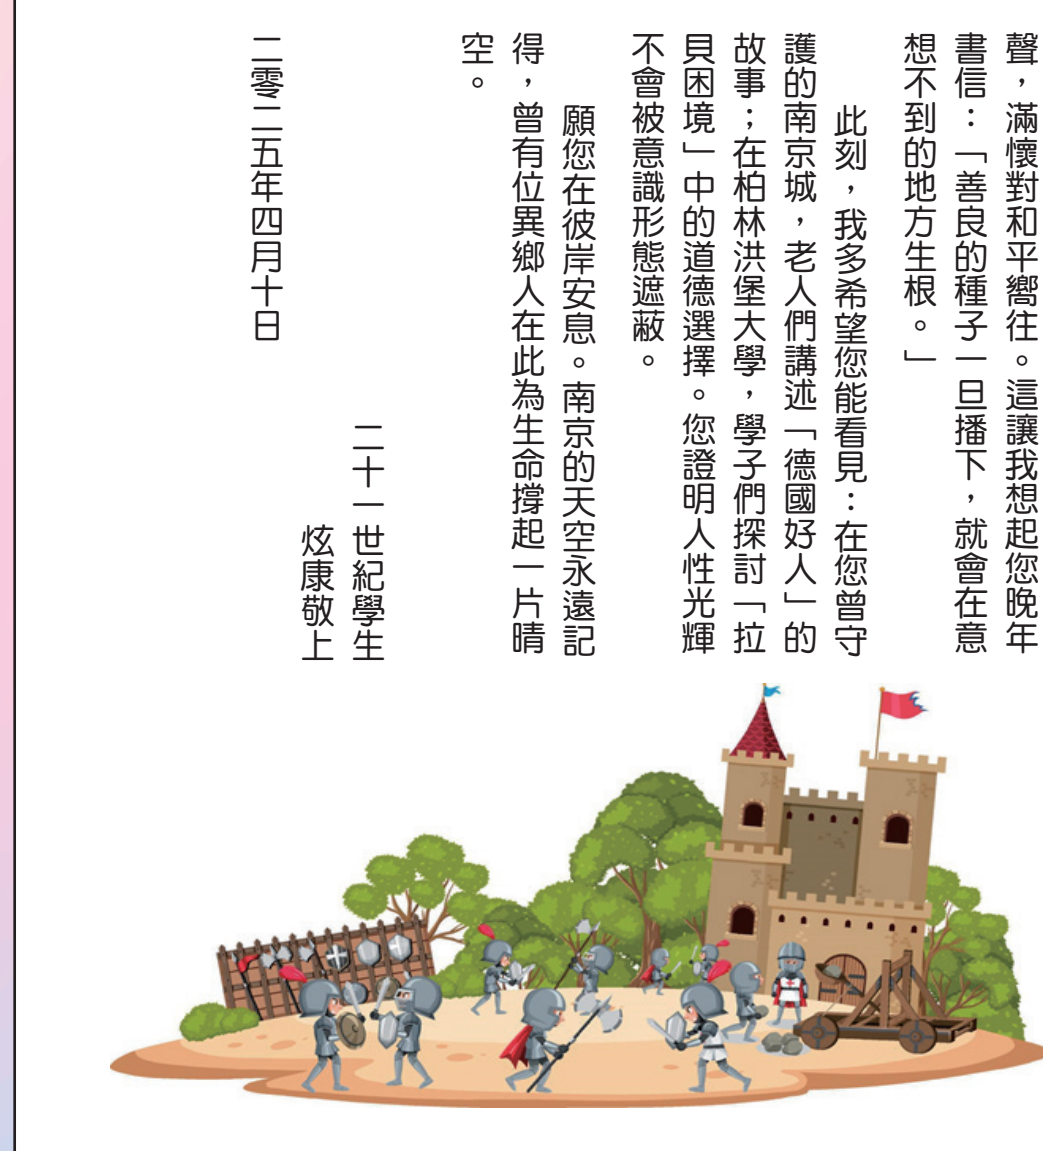 聲，滿懷對和平嚮往。這讓我想起您晚年
書信：「善良的種子一旦播下，就會在意
想不到的地方生根。」
此刻，我多希望您能看見：在您曾守
護的南京城，老人們講述「德國好人」的
故事；在柏林洪堡大學，學子們探討「拉
貝困境」中的道德選擇。您證明人性光輝
不會被意識形態遮蔽。
願您在彼岸安息。南京的天空永遠記
得，曾有位異鄉人在此為生命撐起一片晴
空。
二十一世紀學生
炫康敬上
二零二五年四月十日